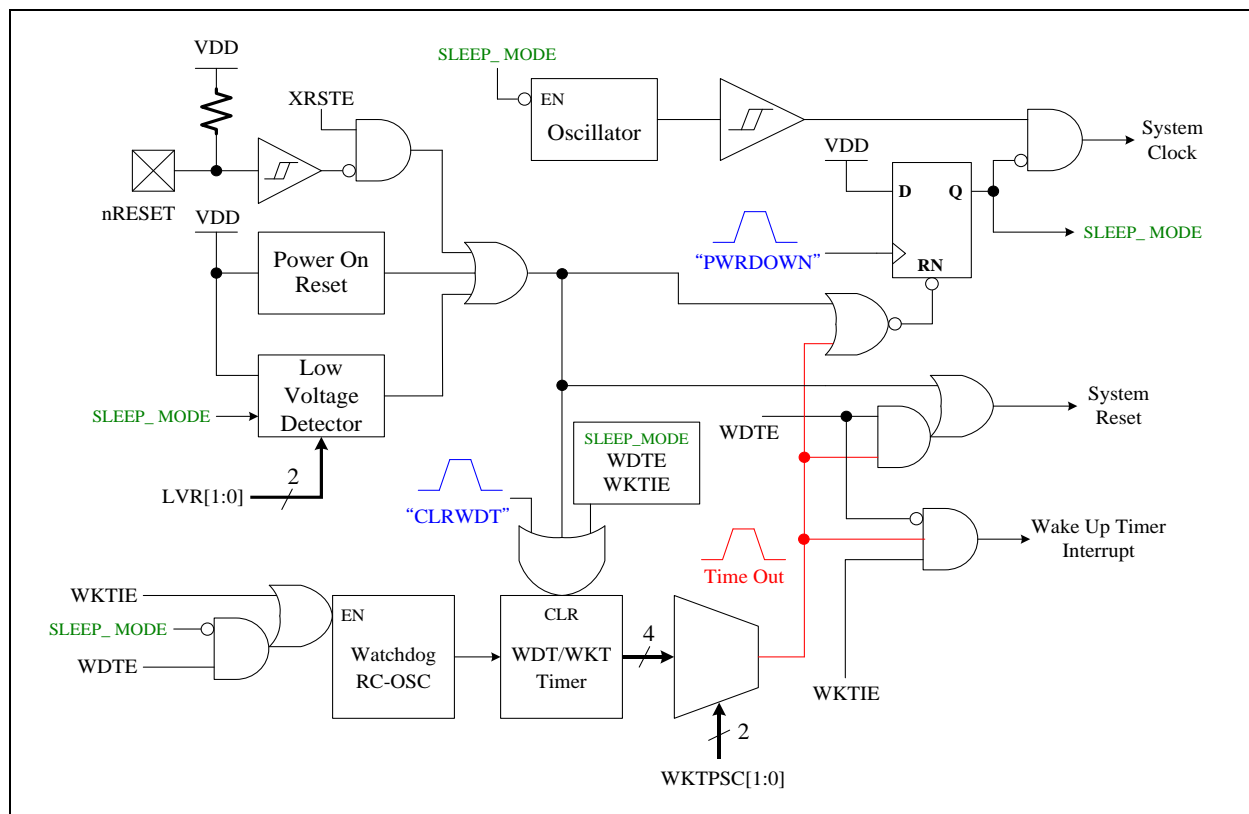 VDD
SLEEP_ MODE
XRSTE
EN
Oscillator
System
Clock
VDD
nRESET
D
Q
VDD
SLEEP_ MODE
Power On
Reset
“PWRDOWN”
RN
Low
Voltage
Detector
SLEEP_ MODE
System
Reset
WDTE
SLEEP_MODE
WDTE
WKTIE
LVR[1:0]
2
“CLRWDT”
Wake Up Timer
Interrupt
Time Out
WKTIE
SLEEP_ MODE
WDTE
EN
Watchdog
RC-OSC
CLR
WDT/WKT
Timer
4
WKTIE
2
WKTPSC[1:0]